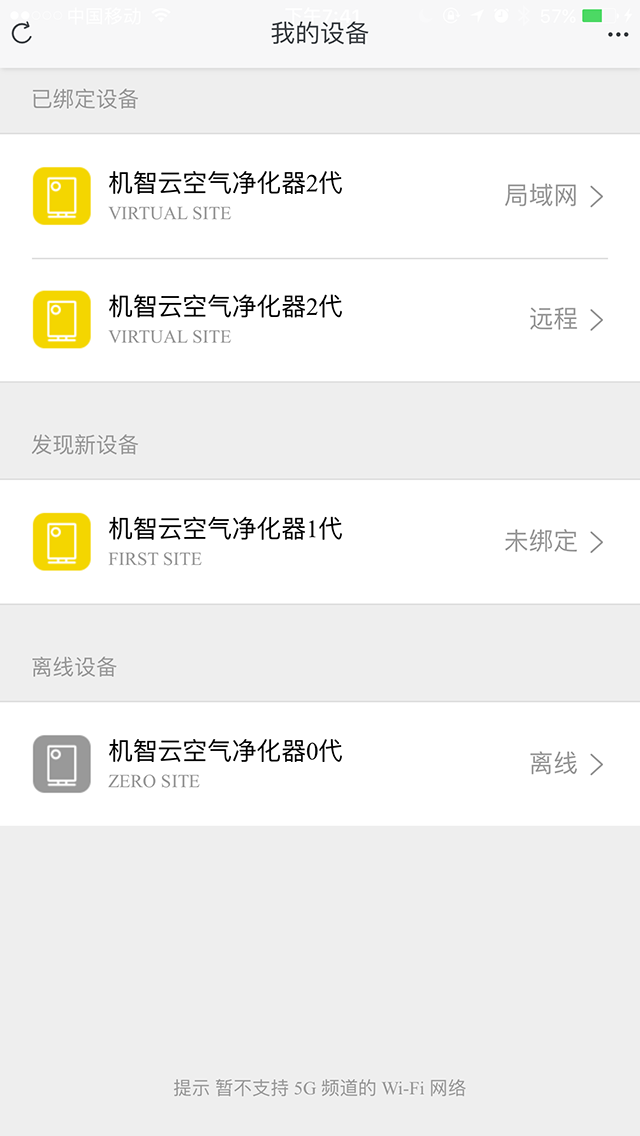 中国移动 下午7:41 57%
我的设备
已绑定设备
机智云空气净化器2代
VIRTUAL SITE
局域网
机智云空气净化器2代
VIRTUAL SITE
远程
发现新设备
机智云空气净化器1代
FIRST SITE
未绑定
离线设备
机智云空气净化器0代
ZERO SITE
离线
提示 暂不支持 5G 频道的 Wi-Fi 网络